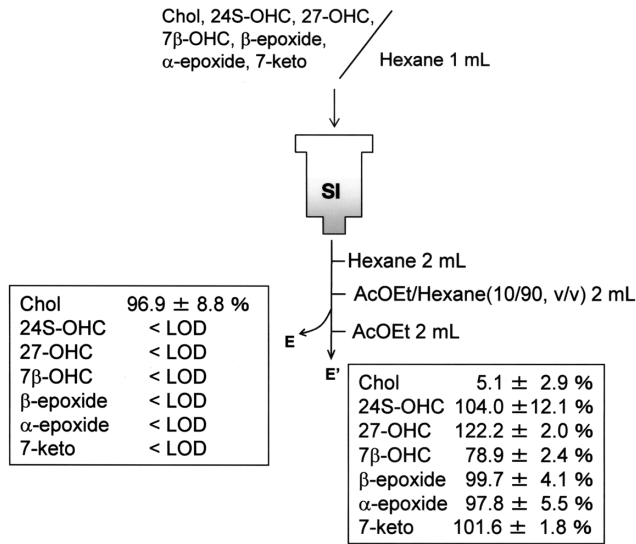 Chol, 24S-OHC, 27-OHC,
7β-OHC, β-epoxide,
α-epoxide, 7-keto
Hexane 1 mL
SI
Hexane 2 mL
AcOEt/Hexane(10/90, v/v) 2 mL
AcOEt 2 mL
E
E'
Chol 96.9 ± 8.8 %
24S-OHC < LOD
27-OHC < LOD
7β-OHC < LOD
β-epoxide < LOD
α-epoxide < LOD
7-keto < LOD
Chol 5.1 ± 2.9 %
24S-OHC 104.0 ±12.1 %
27-OHC 122.2 ± 2.0 %
7β-OHC 78.9 ± 2.4 %
β-epoxide 99.7 ± 4.1 %
α-epoxide 97.8 ± 5.5 %
7-keto 101.6 ± 1.8 %